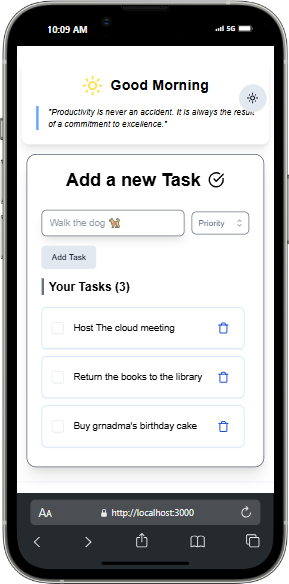 10:09 AM
5G
Good Morning
"Productivity is never an accident. It is always the result
of a commitment to excellence."
Add a new Task
Walk the dog 🐕
Priority
Add Task
Your Tasks (3)
Host The cloud meeting
Return the books to the library
Buy grnadma's birthday cake
AA
http://localhost:3000